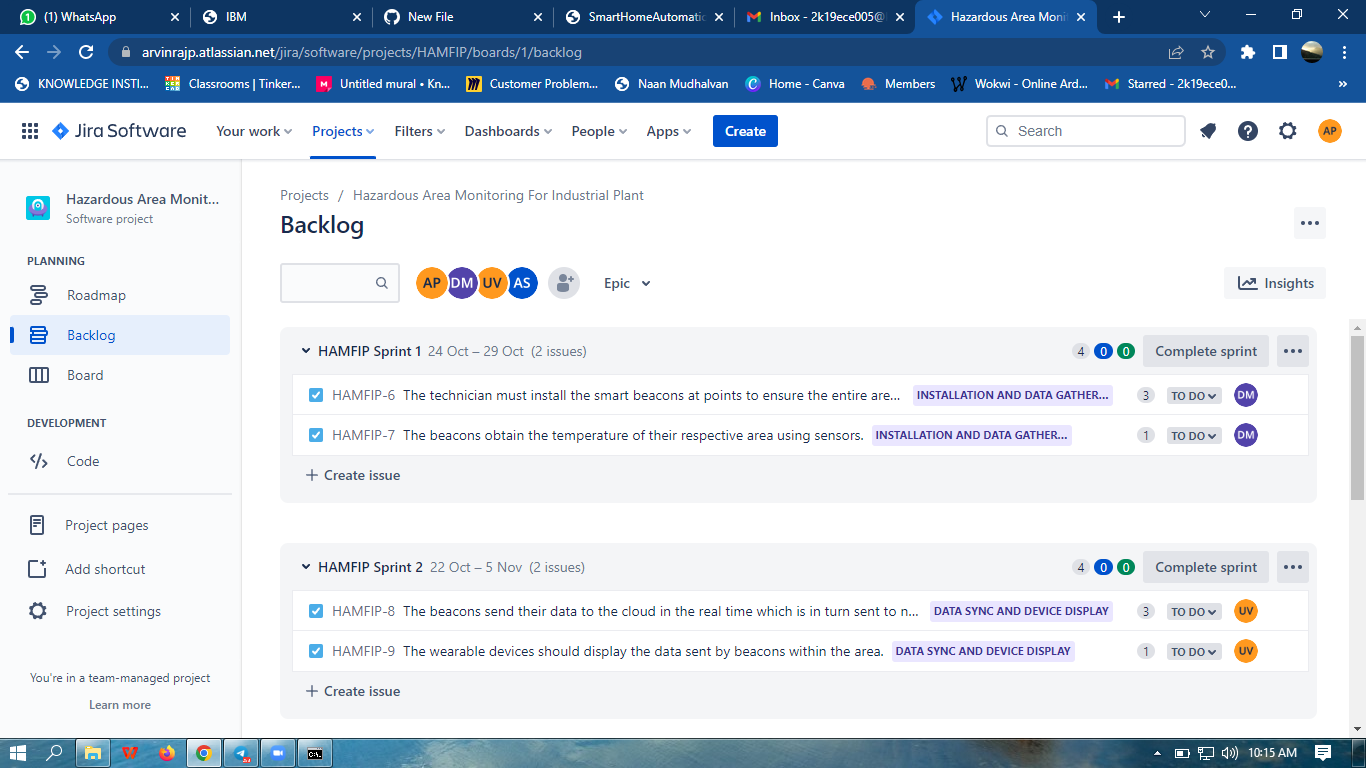 (1) WhatsApp
IBM
New File
SmartHomeAutomatic
Inbox - 2k19ece005@
Hazardous Area Moni
arvinrajp.atlassian.net/jira/software/projects/HAMFIP/boards/1/backlog
KNOWLEDGE INSTI...
Classrooms | Tinker...
Untitled mural • Kn...
Customer Problem...
Naan Mudhalvan
Home - Canva
Members
Wokwi - Online Ard...
Starred - 2k19ece0...
»
Jira Software
Your work
Projects
Filters
Dashboards
People
Apps
Create
Search
AP
Hazardous Area Monit...
Software project
PLANNING
Roadmap
Backlog
Board
DEVELOPMENT
Code
Project pages
Add shortcut
Project settings
You're in a team-managed project
Learn more
Projects / Hazardous Area Monitoring For Industrial Plant
Backlog
AP DM UV AS
Epic
Insights
HAMFIP Sprint 1 24 Oct – 29 Oct (2 issues) 4 0 0 Complete sprint
HAMFIP-6 The technician must install the smart beacons at points to ensure the entire are... INSTALLATION AND DATA GATHER... 3 TO DO DM
HAMFIP-7 The beacons obtain the temperature of their respective area using sensors. INSTALLATION AND DATA GATHER... 1 TO DO DM
+ Create issue
HAMFIP Sprint 2 22 Oct – 5 Nov (2 issues) 4 0 0 Complete sprint
HAMFIP-8 The beacons send their data to the cloud in the real time which is in turn sent to n... DATA SYNC AND DEVICE DISPLAY 3 TO DO UV
HAMFIP-9 The wearable devices should display the data sent by beacons within the area. DATA SYNC AND DEVICE DISPLAY 1 TO DO UV
+ Create issue
10:15 AM